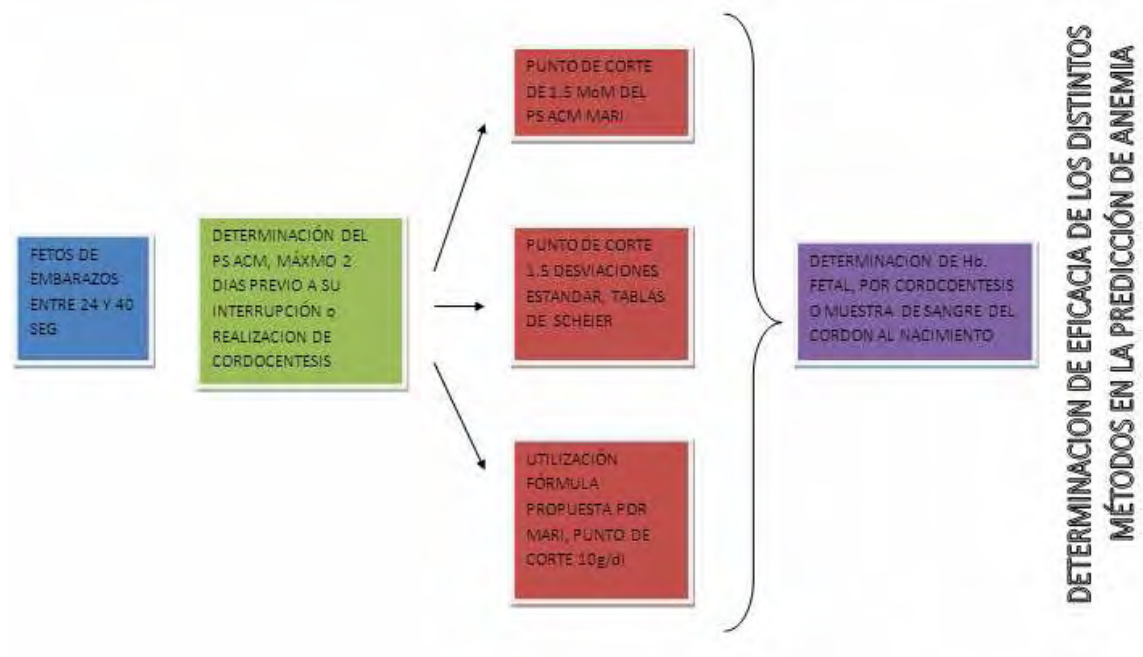 FETOS DE
EMBARAZOS
ENTRE 24 Y 40
SEG
DETERMINACIÓN DEL
PS ACM, MÁXMO 2
DIAS PREVIO A SU
INTERRUPCIÓN o
REALIZACION DE
CORDOCENTESIS
PUNTO DE CORTE
DE 1.5 MoM DEL
PS ACM MARI
PUNTO DE CORTE
1.5 DESVIACIONES
ESTANDAR, TABLAS
DE SCHEIER
UTILIZACIÓN
FÓRMULA
PROPUESTA POR
MARI, PUNTO DE
CORTE 10g/dl
DETERMINACION DE Hb.
FETAL, POR CORDCOENTESIS
O MUESTRA DE SANGRE DEL
CORDON AL NACIMIENTO
DETERMINACION DE EFICACIA DE LOS DISTINTOS
MÉTODOS EN LA PREDICCIÓN DE ANEMIA